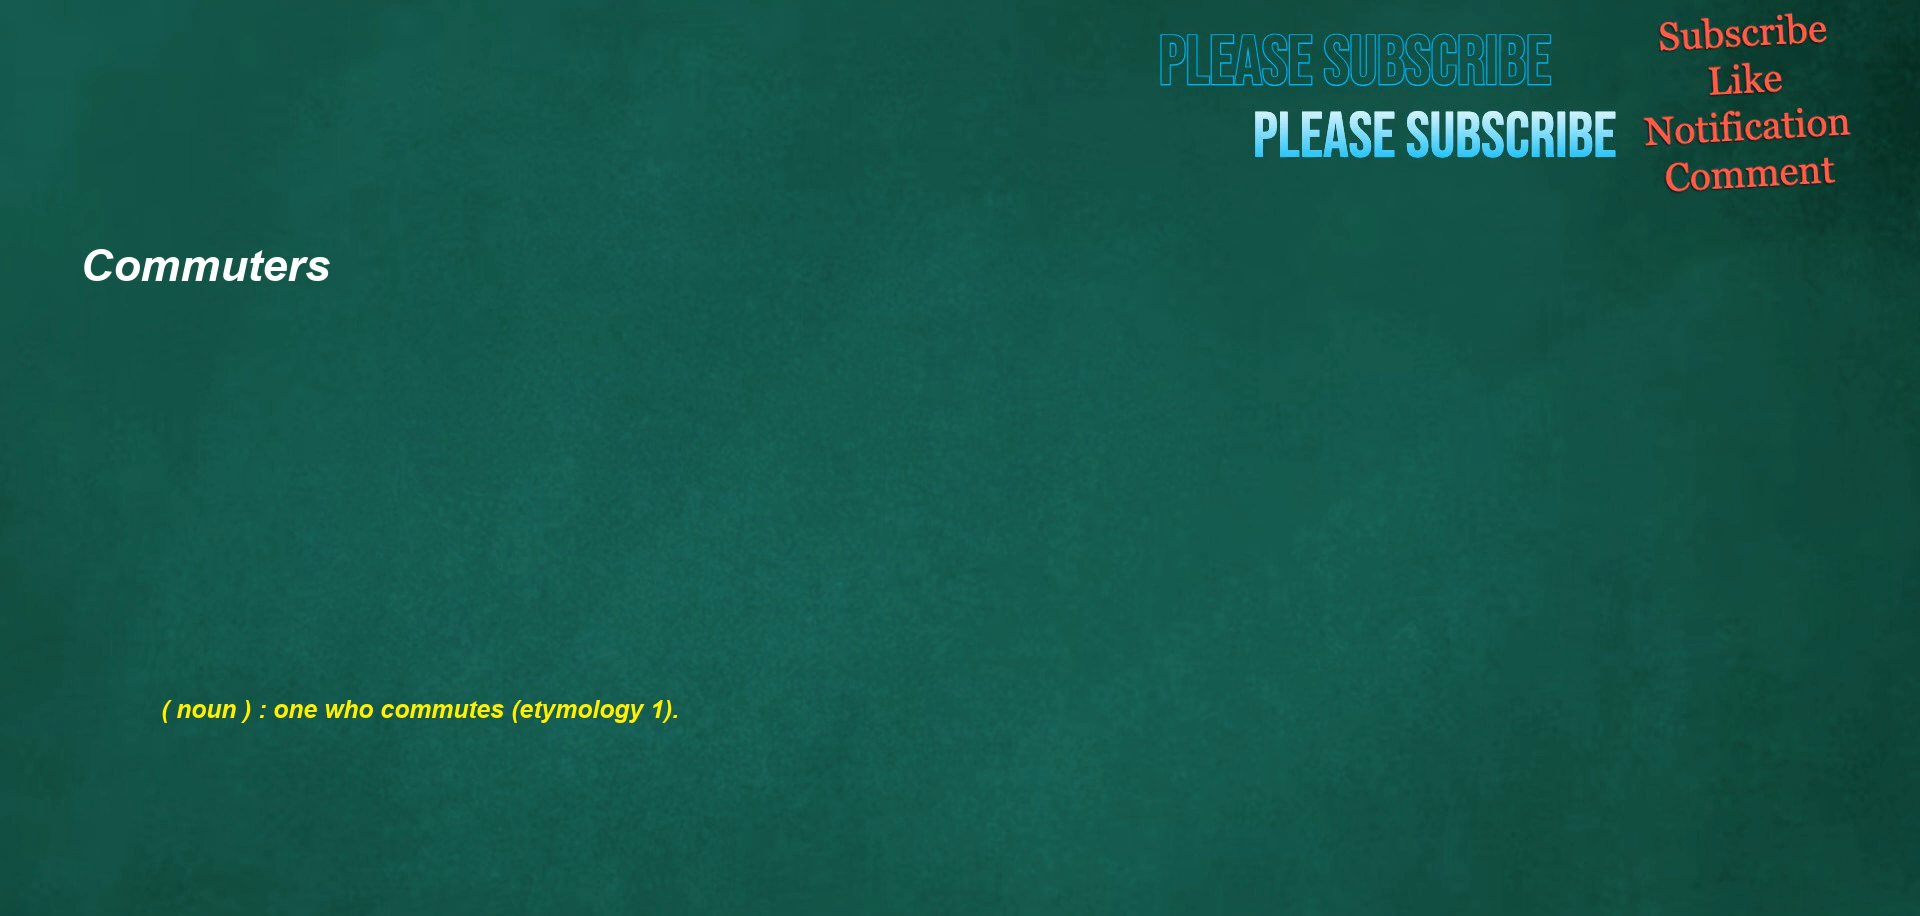 PLEASE SUBSCRIBE
PLEASE SUBSCRIBE
Subscribe
Like
Notification
Comment
Commuters
( noun ) : one who commutes (etymology 1).